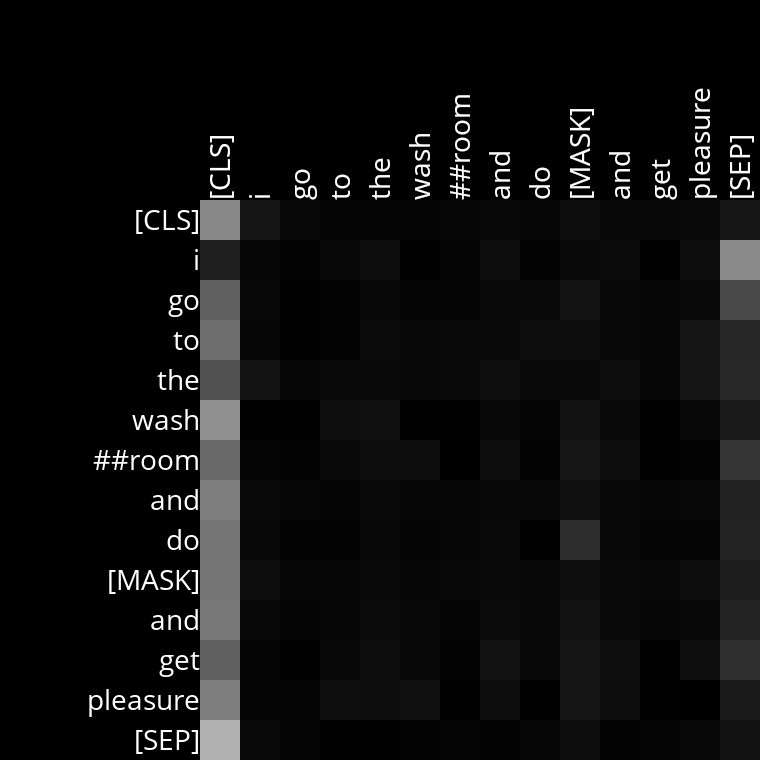 [CLS] i go to the wash ##room and do [MASK] and get pleasure [SEP]
[CLS]
i
go
to
the
wash
##room
and
do
[MASK]
and
get
pleasure
[SEP]